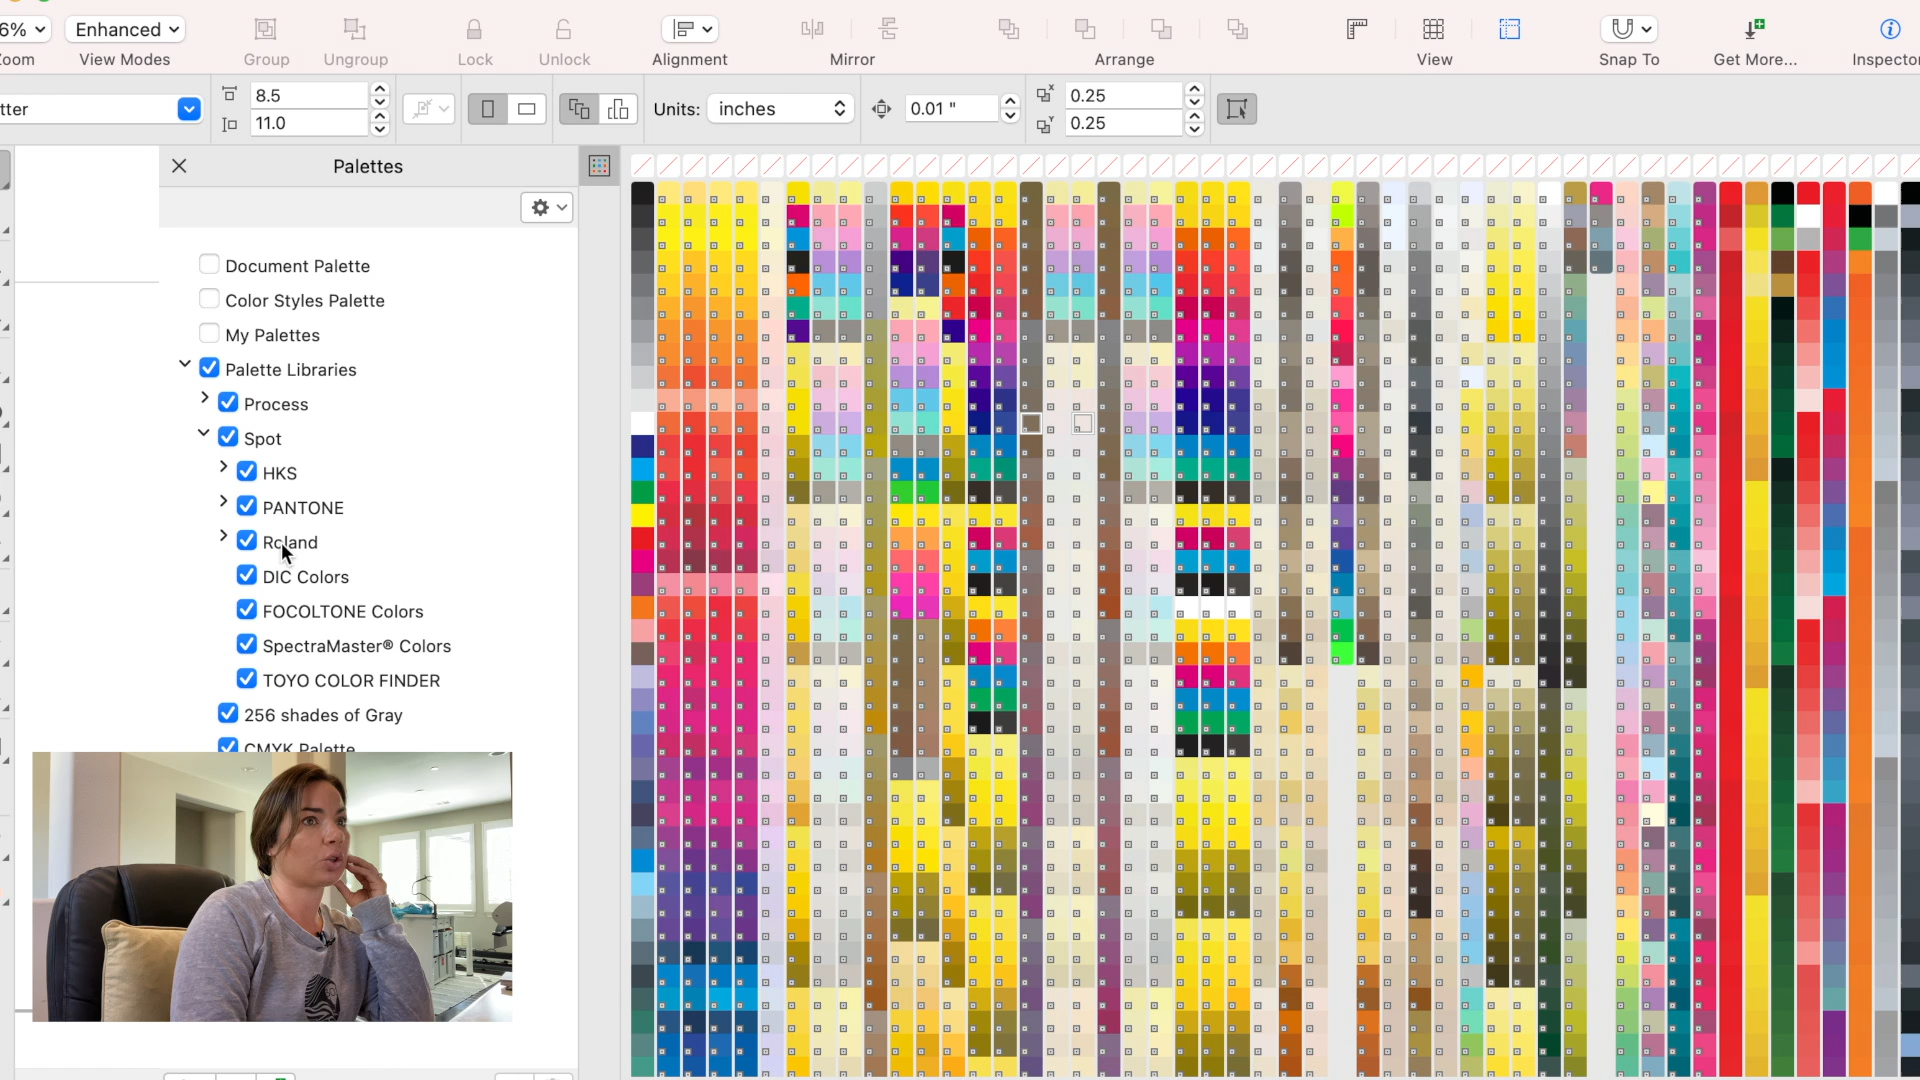 6%
Enhanced
Zoom
View Modes
Group
Ungroup
Lock
Unlock
Alignment
Mirror
Arrange
View
Snap To
Get More...
Inspector
tter
8.5
11.0
Units:
inches
0.01 "
0.25
0.25
Palettes
Document Palette
Color Styles Palette
My Palettes
Palette Libraries
Process
Spot
HKS
PANTONE
Roland
DIC Colors
FOCOLTONE Colors
SpectraMaster® Colors
TOYO COLOR FINDER
256 shades of Gray
CMYK Palette